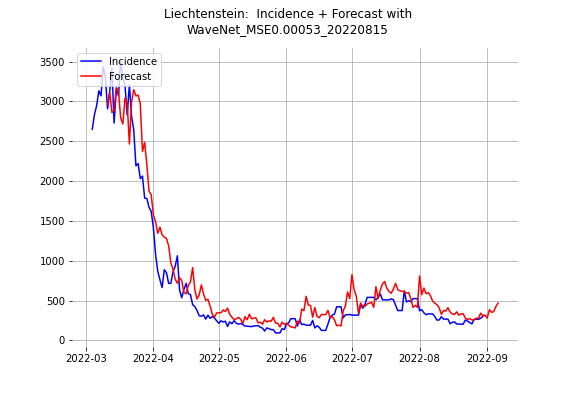 Liechtenstein:  Incidence + Forecast with
WaveNet_MSE0.00053_20220815
Incidence
Forecast
3500
3000
2500
2000
1500
1000
500
0
2022-03 2022-04 2022-05 2022-06 2022-07 2022-08 2022-09